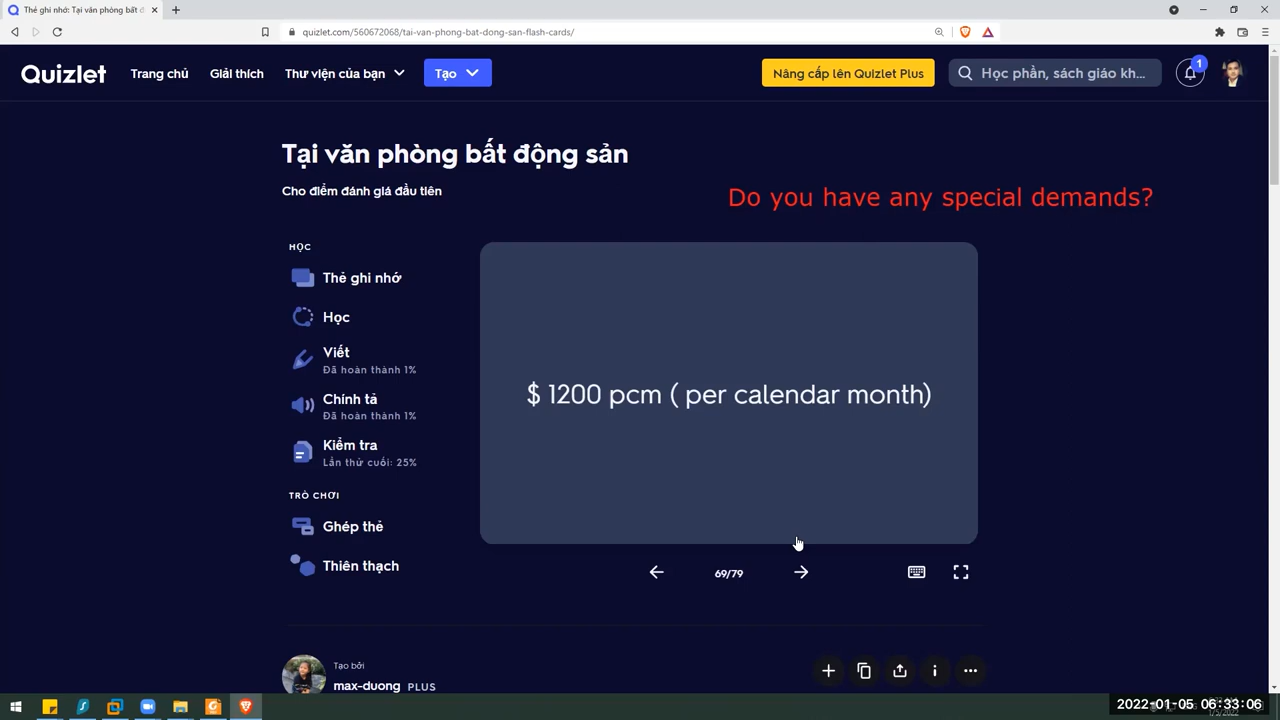 Thẻ ghi nhớ: Tại văn phòng bất đ
quizlet.com/560672068/tai-van-phong-bat-dong-san-flash-cards/
Quizlet
Trang chủ
Giải thích
Thư viện của bạn
Tạo
Nâng cấp lên Quizlet Plus
Học phần, sách giáo kh...
1
Tại văn phòng bất động sản
Cho điểm đánh giá đầu tiên
Do you have any special demands?
HỌC
Thẻ ghi nhớ
Học
Viết
Đã hoàn thành 1%
Chính tả
Đã hoàn thành 1%
Kiểm tra
Lần thử cuối: 25%
TRÒ CHƠI
Ghép thẻ
Thiên thạch
$ 1200 pcm ( per calendar month)
69/79
Tạo bởi
max-duong PLUS
2022-01-05 06:33:06